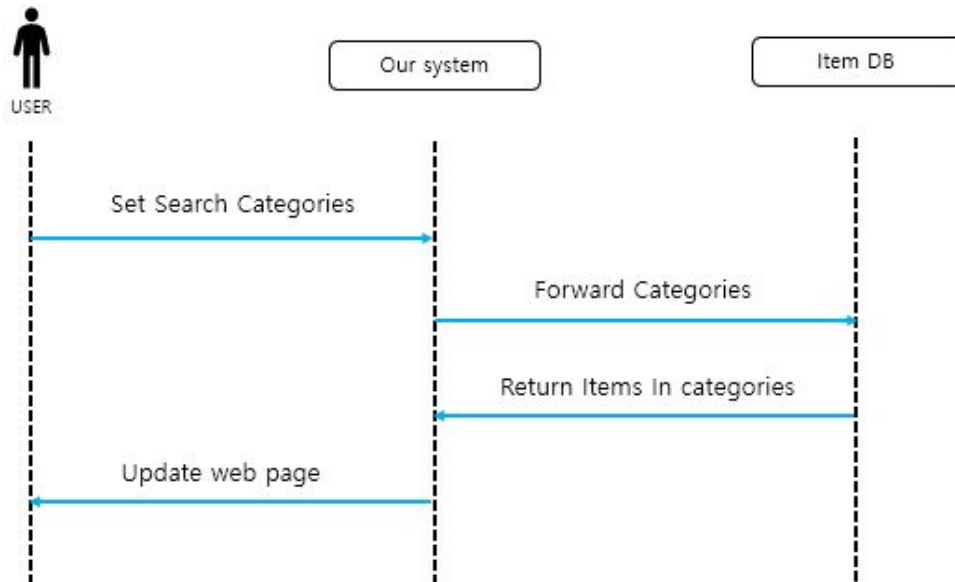 USER
Our system
Item DB
Set Search Categories
Forward Categories
Return Items In categories
Update web page